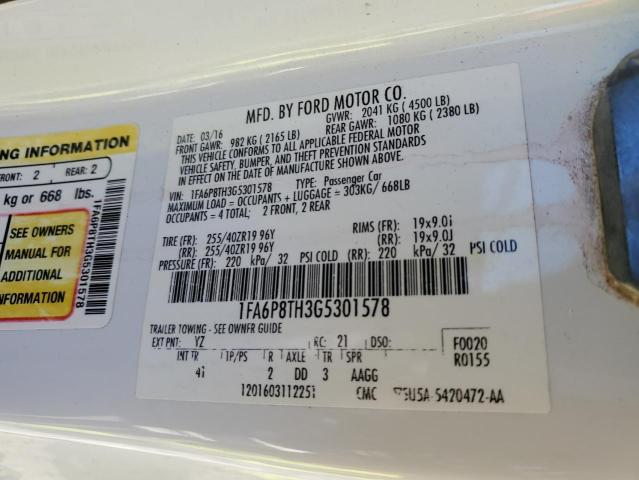 MFD. BY FORD MOTOR CO.
DATE: 03/16 GVWR: 2041 KG ( 4500 LB)
FRONT GAWR: 982 KG ( 2165 LB) REAR GAWR: 1080 KG ( 2380 LB)
THIS VEHICLE CONFORMS TO ALL APPLICABLE FEDERAL MOTOR
VEHICLE SAFETY, BUMPER, AND THEFT PREVENTION STANDARDS
IN EFFECT ON THE DATE OF MANUFACTURE SHOWN ABOVE.
VIN: 1FA6P8TH3G5301578 TYPE: Passenger Car
MAXIMUM LOAD = OCCUPANTS + LUGGAGE = 303KG/ 668LB
OCCUPANTS = 4 TOTAL; 2 FRONT, 2 REAR
TIRE (FR): 255/40ZR19 96Y RIMS (FR): 19x9.0i
(RR): 255/40ZR19 96Y (RR): 19x9.0J
PRESSURE (FR): 220 kPa/ 32 PSI COLD (RR): 220 kPa/ 32 PSI COLD
1FA6P8TH3G5301578
TRAILER TOWING - SEE OWNER GUIDE
EXT PNT: YZ RC: 21 DSO: F0020
INT TR TP/PS R AXLE TR SPR R0155
4i 2 DD 3 AAGG
1201603112251 CMC 5420472-AA
NG INFORMATION
FRONT: 2 REAR: 2
kg or 668 lbs.
SEE OWNERS
MANUAL FOR
ADDITIONAL
INFORMATION
1FA6P8TH3G5301578